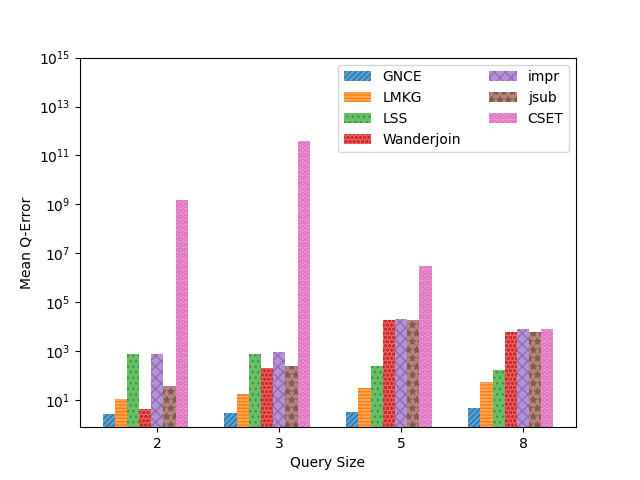 10^15
10^13
10^11
10^9
10^7
10^5
10^3
10^1
Mean Q-Error
GNCE
LMKG
LSS
Wanderjoin
impr
jsub
CSET
2 3 5 8
Query Size